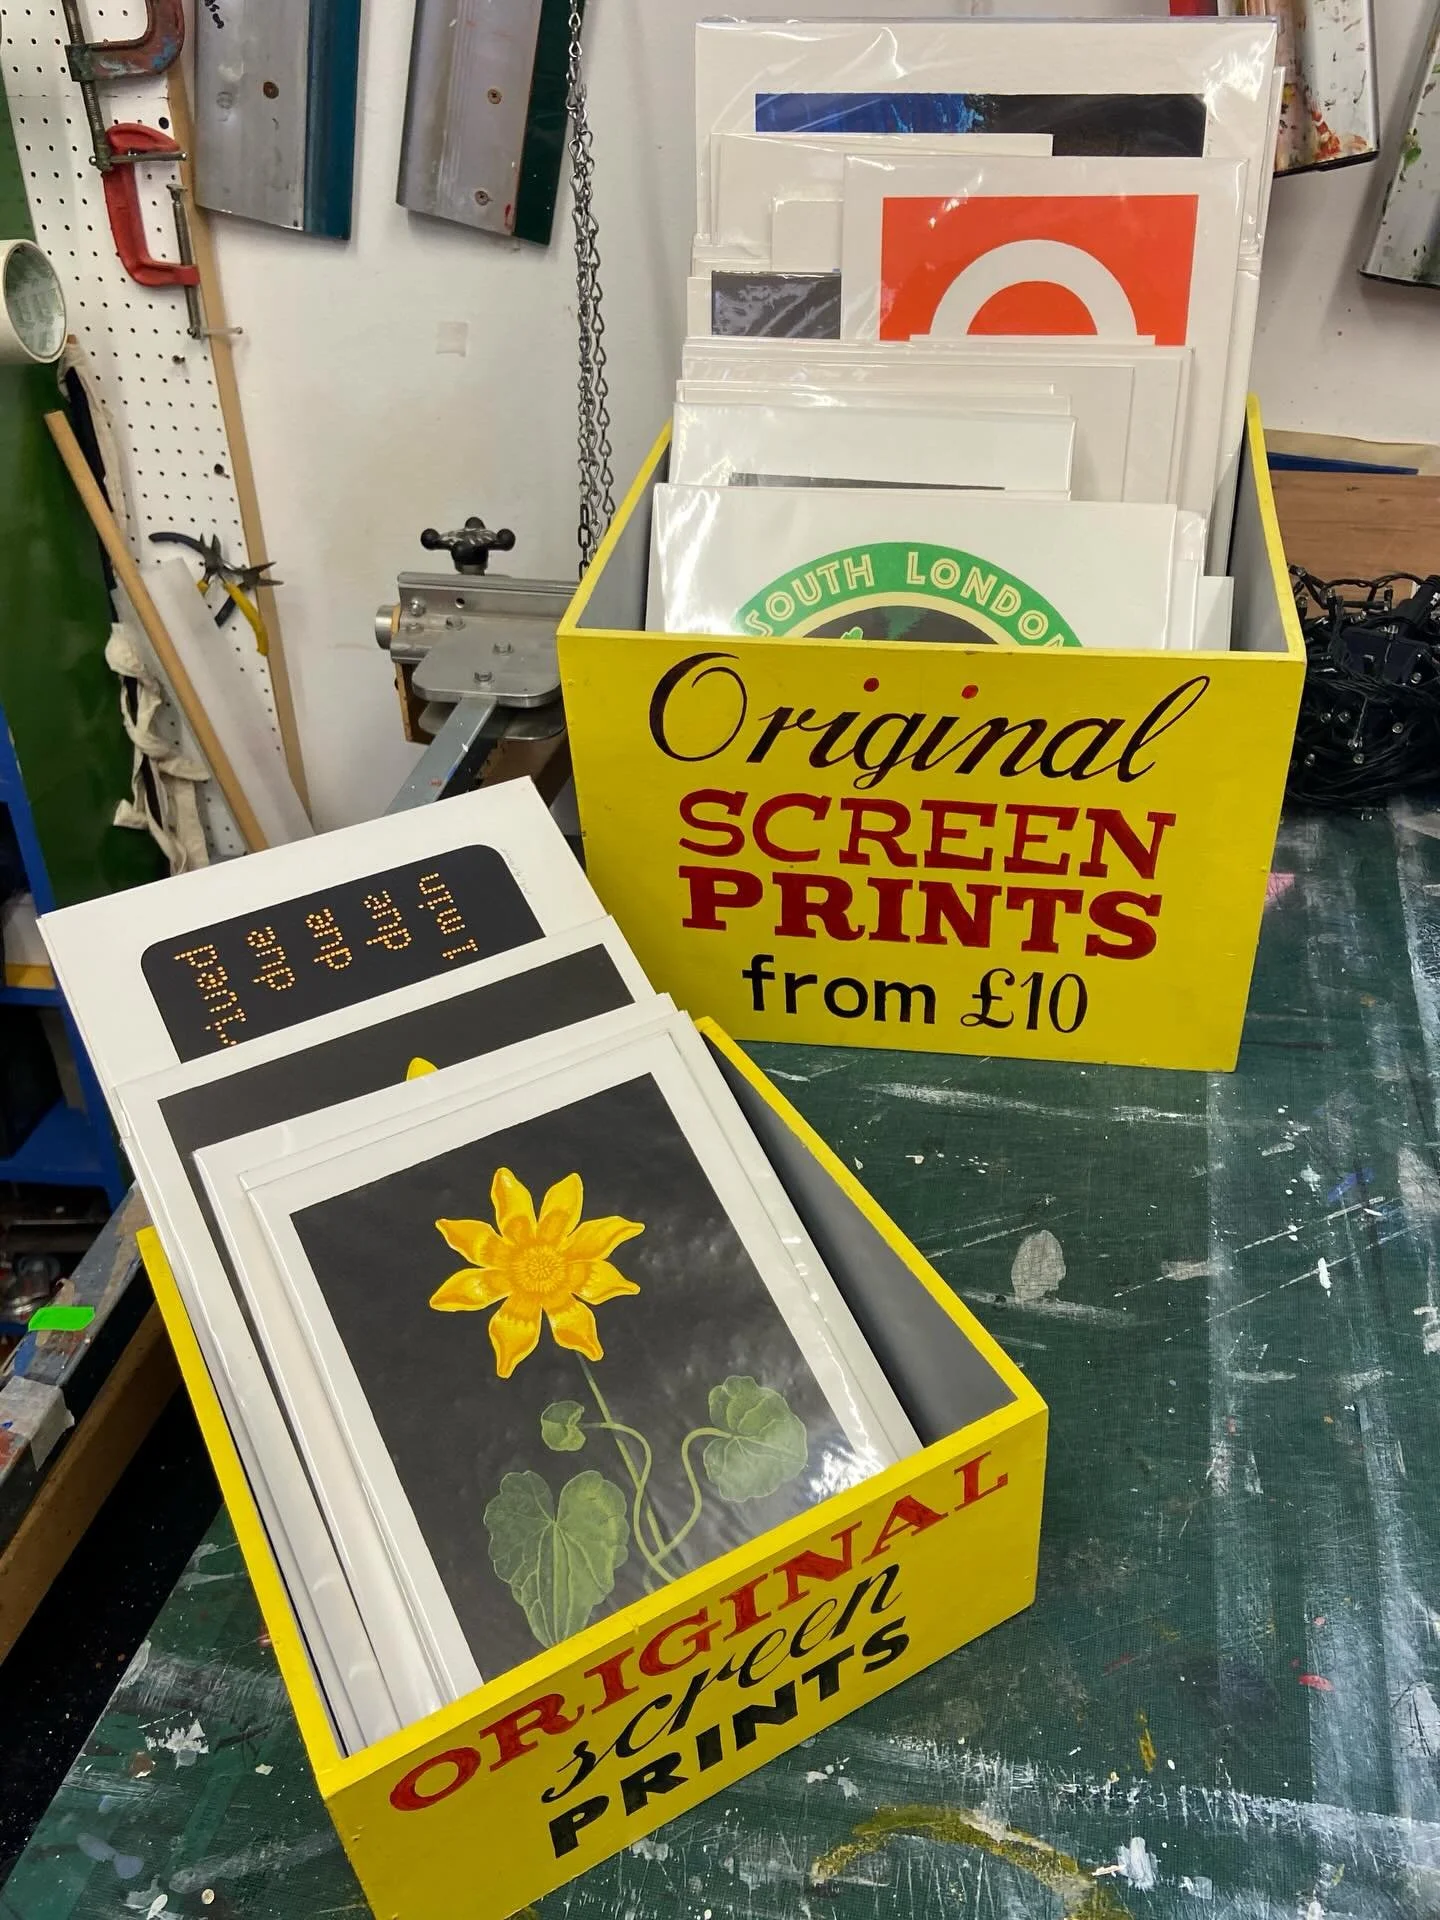 SOUTH LONDON
Original
SCREEN
PRINTS
from £10
ORIGINAL
screen
PRINTS